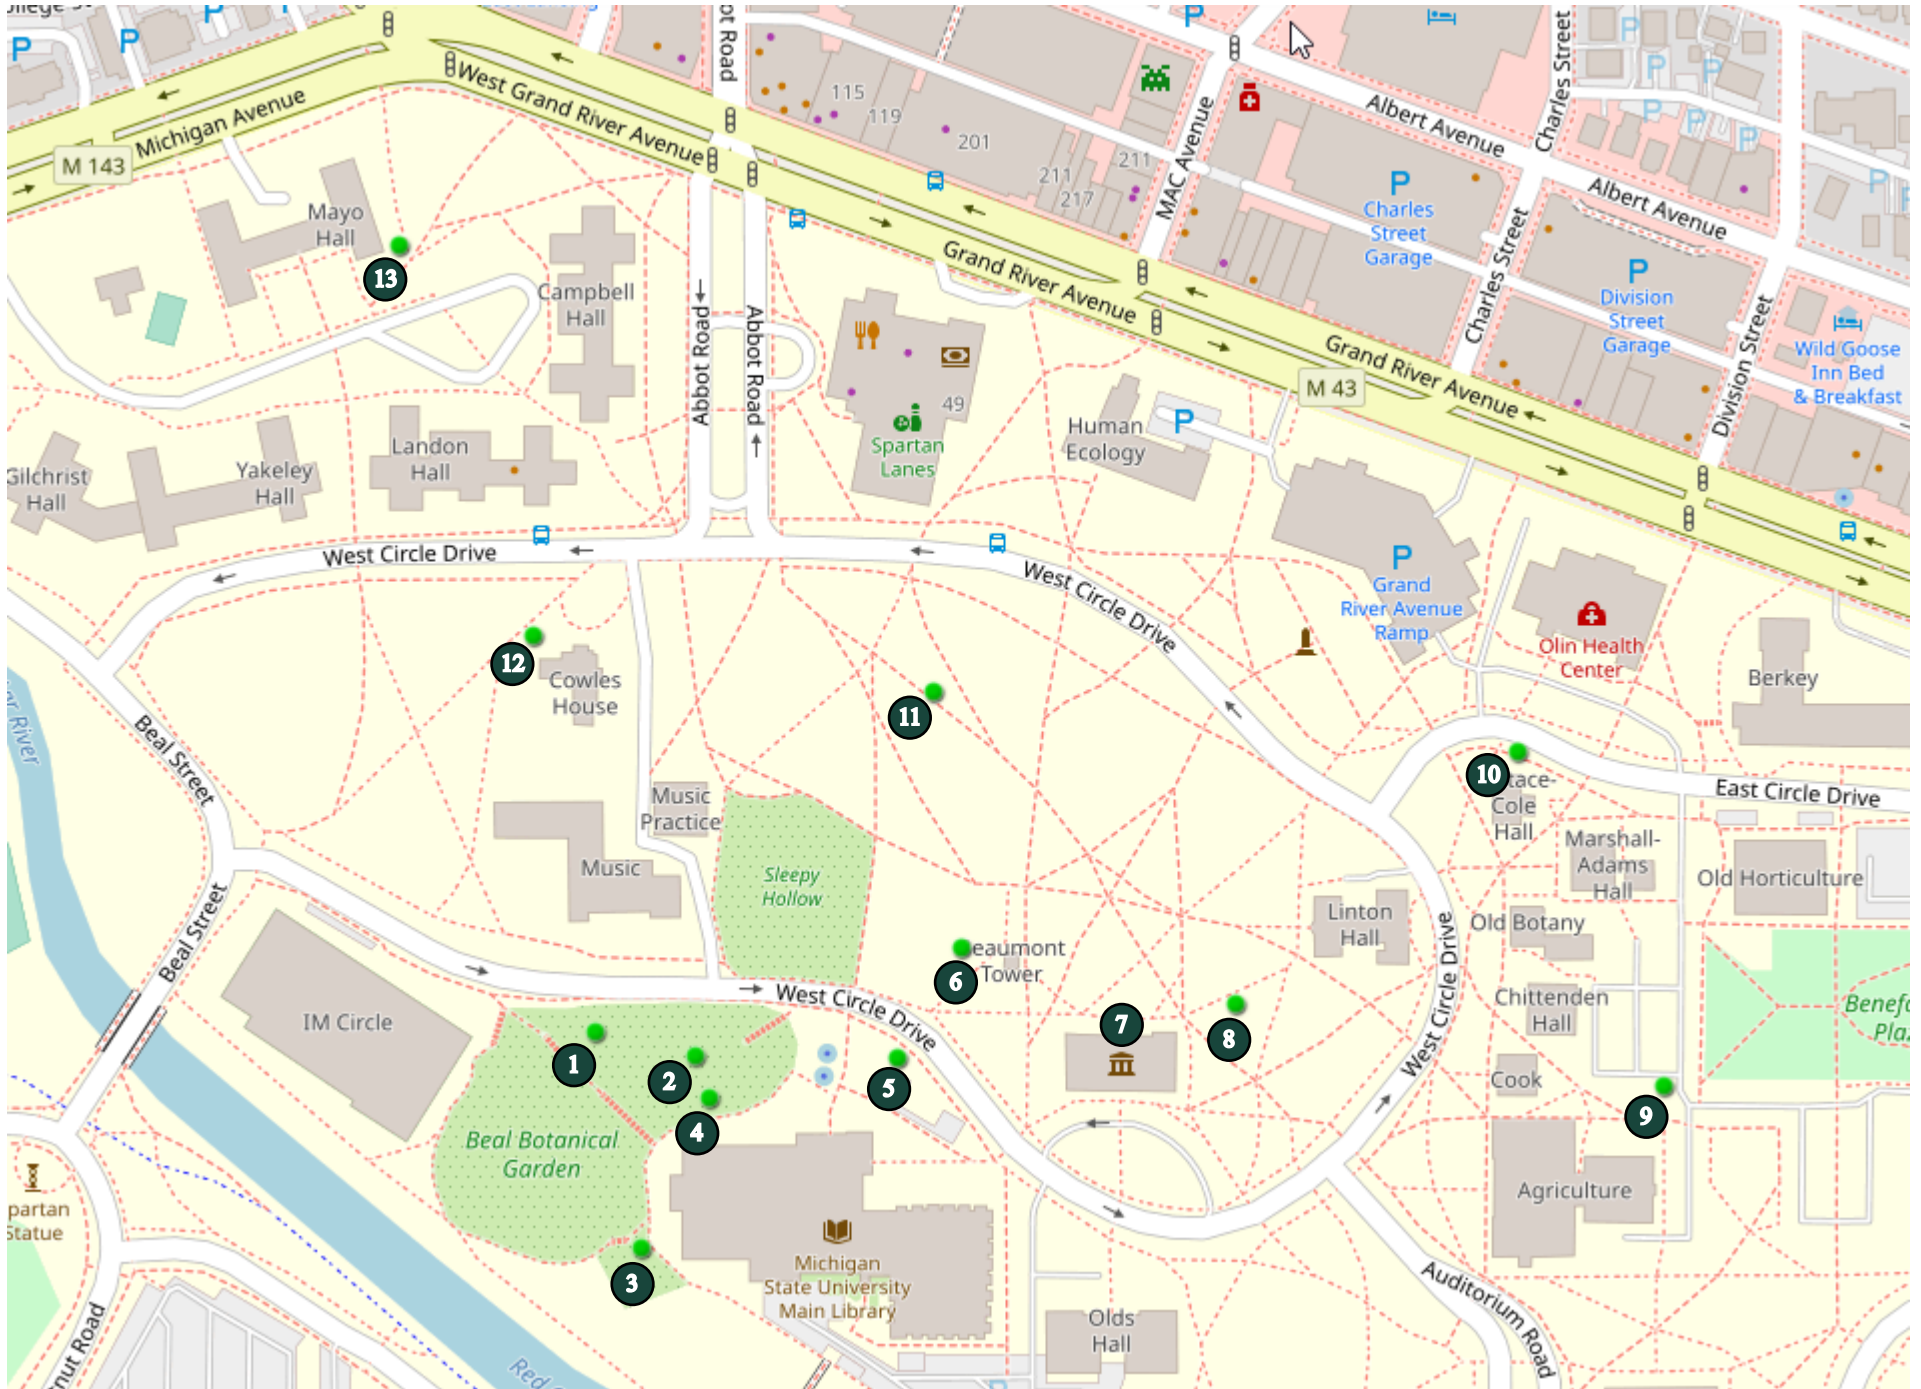 P
P
P
Michigan Avenue
M 143
West Grand River Avenue
115
119
201
211
211
217
MAC Avenue
P
Albert Avenue
Charles Street
P
P
P
P
P
P
P
Albert Avenue
P
Charles
Street
Garage
Charles Street
P
Division
Street
Garage
Division Street
Wild Goose
Inn Bed
& Breakfast
Mayo
Hall
13
Campbell
Hall
Abbot Road
Abbot Road
Grand River Avenue
Grand River Avenue
M 43
49
Spartan
Lanes
Human
Ecology
P
Gilchrist
Hall
Yakeley
Hall
Landon
Hall
West Circle Drive
West Circle Drive
P
Grand
River Avenue
Ramp
Olin Health
Center
Berkey
12
Cowles
House
11
10
Cole
Hall
East Circle Drive
Beal Street
Music
Practice
Music
Sleepy
Hollow
Marshall-
Adams
Hall
Old Horticulture
Linton
Hall
Old Botany
Beal Street
eaumont
Tower
6
West Circle Drive
West Circle Drive
Chittenden
Hall
IM Circle
1
2
4
5
7
8
Cook
9
Beal Botanical
Garden
Agriculture
3
Michigan
State University
Main Library
Olds
Hall
Auditorium Road
partan
Statue
Red
P